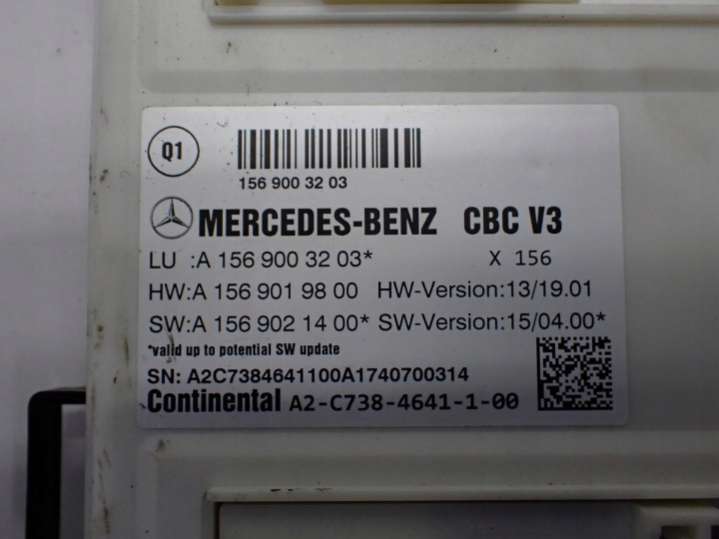 Q1
156 900 32 03
MERCEDES-BENZ CBC V3
LU :A 156 900 32 03* X 156
HW:A 156 901 98 00 HW-Version:13/19.01
SW:A 156 902 14 00* SW-Version:15/04.00*
*valid up to potential SW update
SN: A2C7384641100A1740700314
Continental A2-C738-4641-1-00